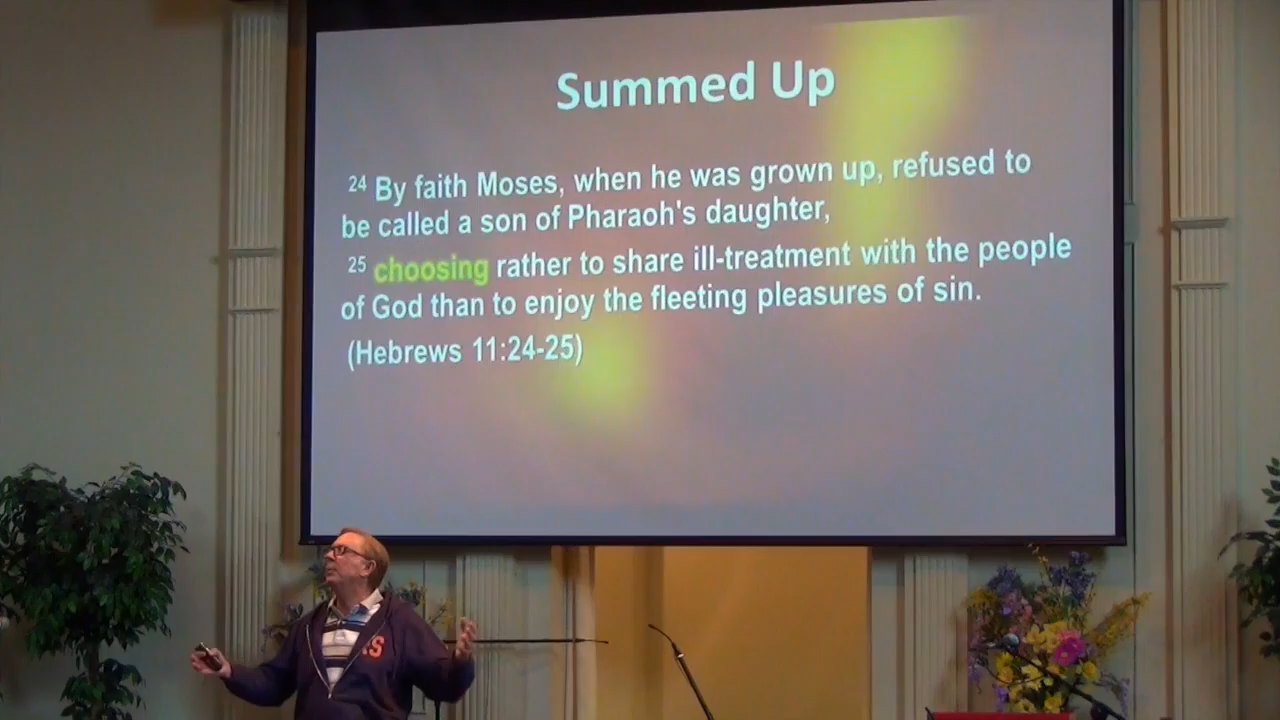 Summed Up
24 By faith Moses, when he was grown up, refused to
be called a son of Pharaoh's daughter,
25 choosing rather to share ill-treatment with the people
of God than to enjoy the fleeting pleasures of sin.
(Hebrews 11:24-25)